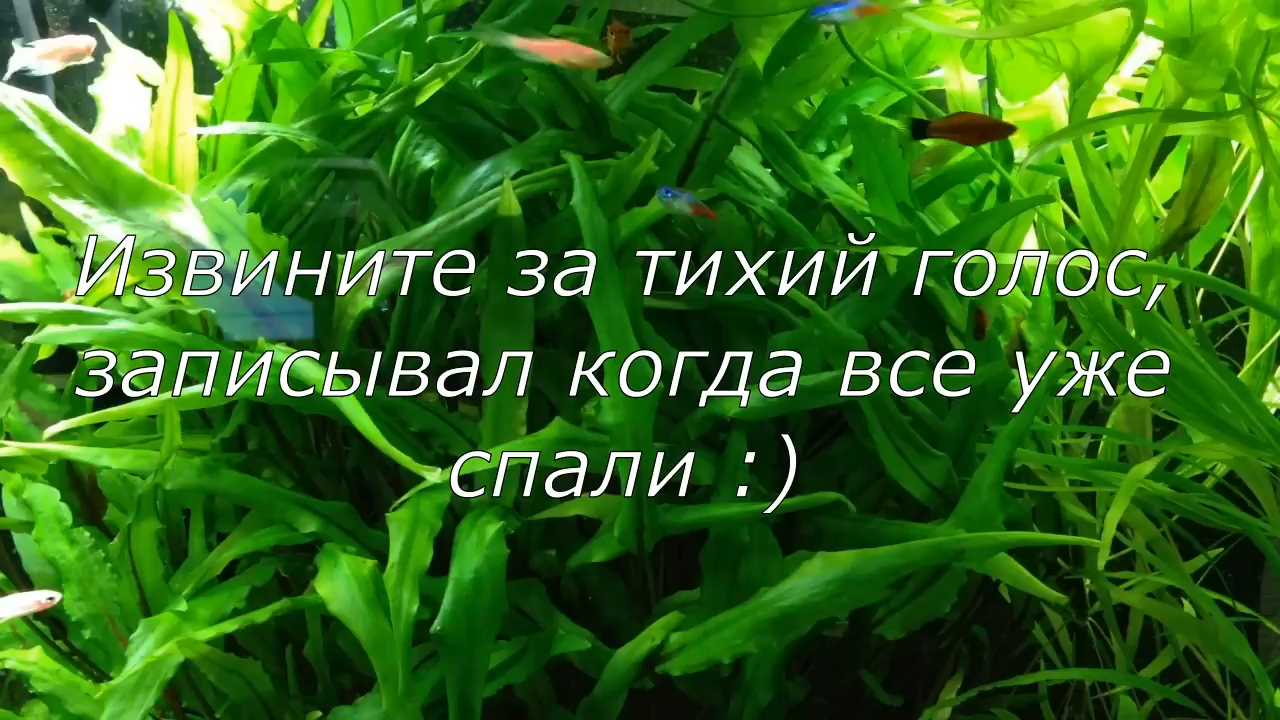 Извините за тихий голос,
записывал когда все уже
спали :)